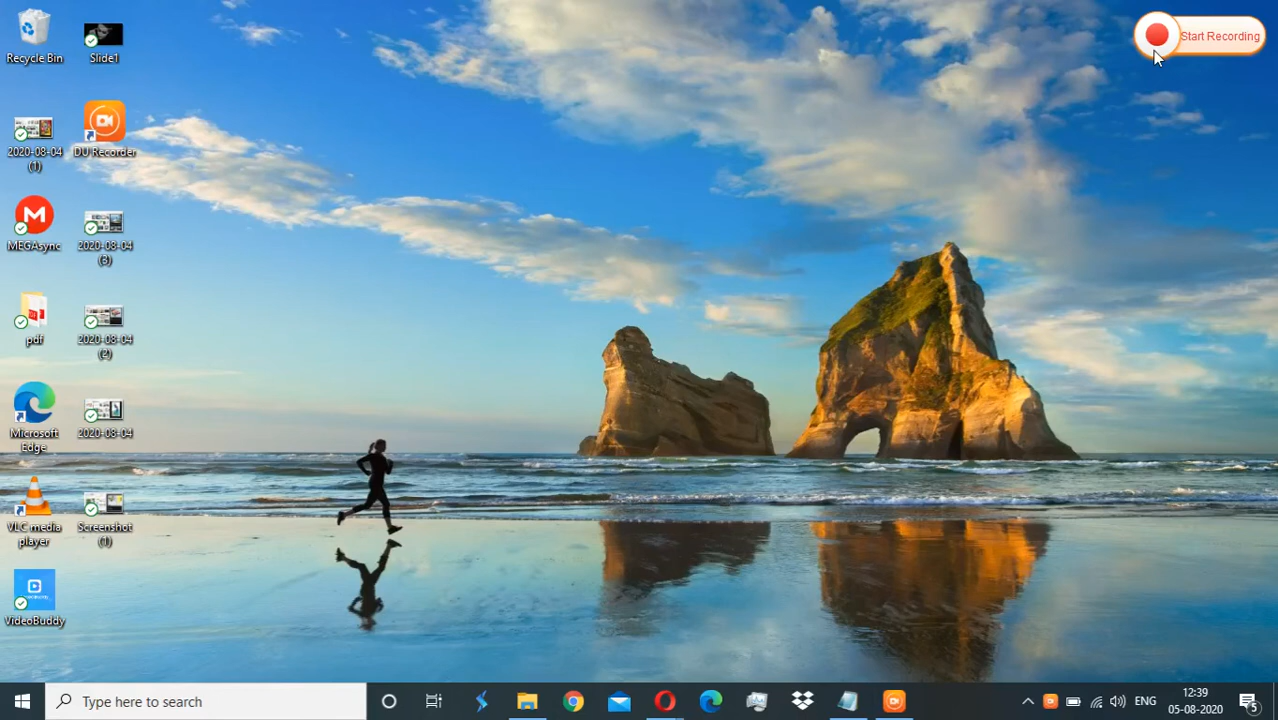 Recycle Bin
Slide1
Start Recording
2020-08-04
(1)
DU Recorder
MEGAsync
2020-08-04
(3)
pdf
2020-08-04
(2)
Microsoft
Edge
2020-08-04
VLC media
player
Screenshot
(1)
VideoBuddy
Type here to search
ENG
12:39
05-08-2020
5